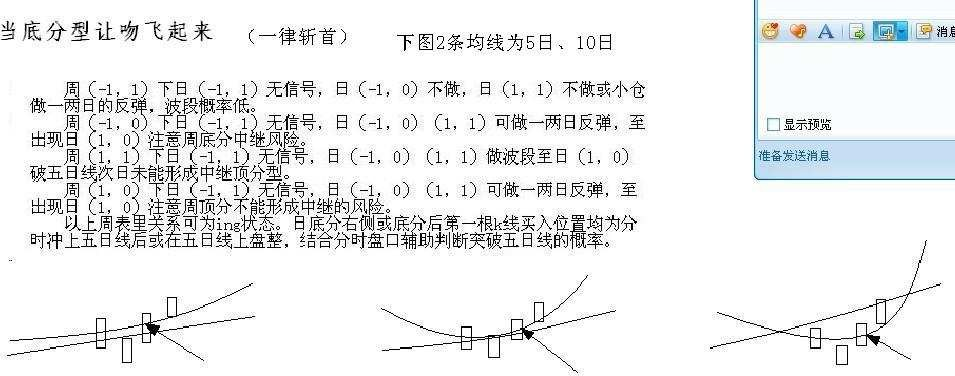 当底分型让吻飞起来 （一律斩首） 下图2条均线为5日、10日
周（-1，1）下日（-1，1）无信号，日（-1，0）不做，日（1，1）不做或小仓
做一两日的反弹，波段概率低。
周（-1，0）下日（-1，1）无信号，日（-1，0）（1，1）可做一两日反弹，至
出现日（1，0）注意周底分中继风险。
周（1，1）下日（-1，1）无信号，日（-1，0）（1，1）做波段至日（1，0）
破五日线次日未能形成中继顶分型。
周（1，0）下日（-1，1）无信号，日（-1，0）（1，1）可做一两日反弹，至
出现日（1，0）注意周顶分不能形成中继的风险。
以上周表里关系可为ing状态。日底分右侧或底分后第一根k线买入位置均为分
时冲上五日线后或在五日线上盘整，结合分时盘口辅助判断突破五日线的概率。
A 消息
显示预览
准备发送消息